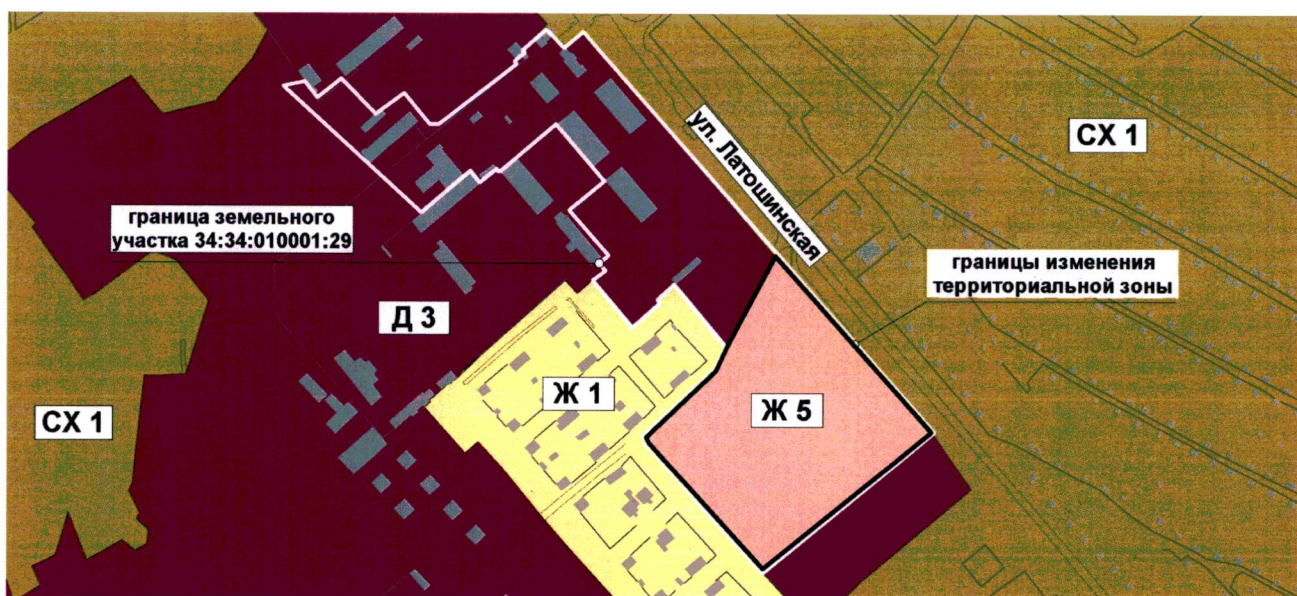 ул. Латошинская
СХ 1
граница земельного
участка 34:34:010001:29
границы изменения
территориальной зоны
Д 3
Ж 1
Ж 5
СХ 1